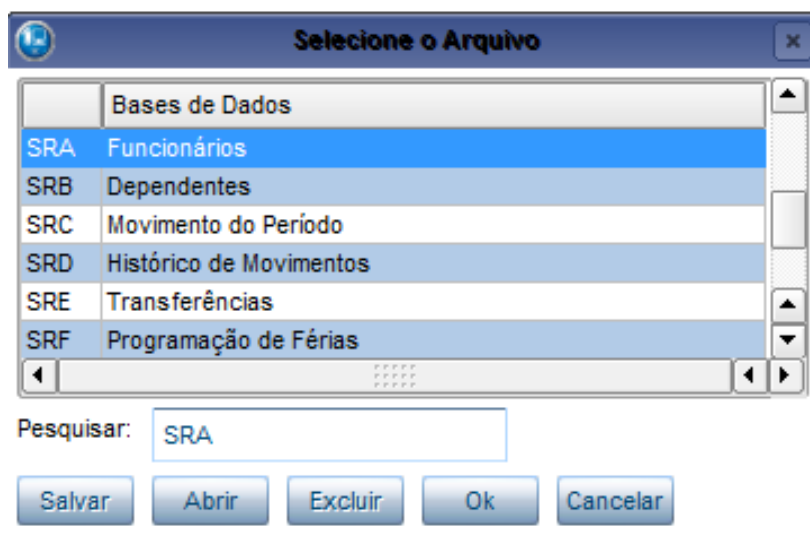 Selecione o Arquivo
Bases de Dados
SRA Funcionários
SRB Dependentes
SRC Movimento do Período
SRD Histórico de Movimentos
SRE Transferências
SRF Programação de Férias
Pesquisar: SRA
Salvar Abrir Excluir Ok Cancelar